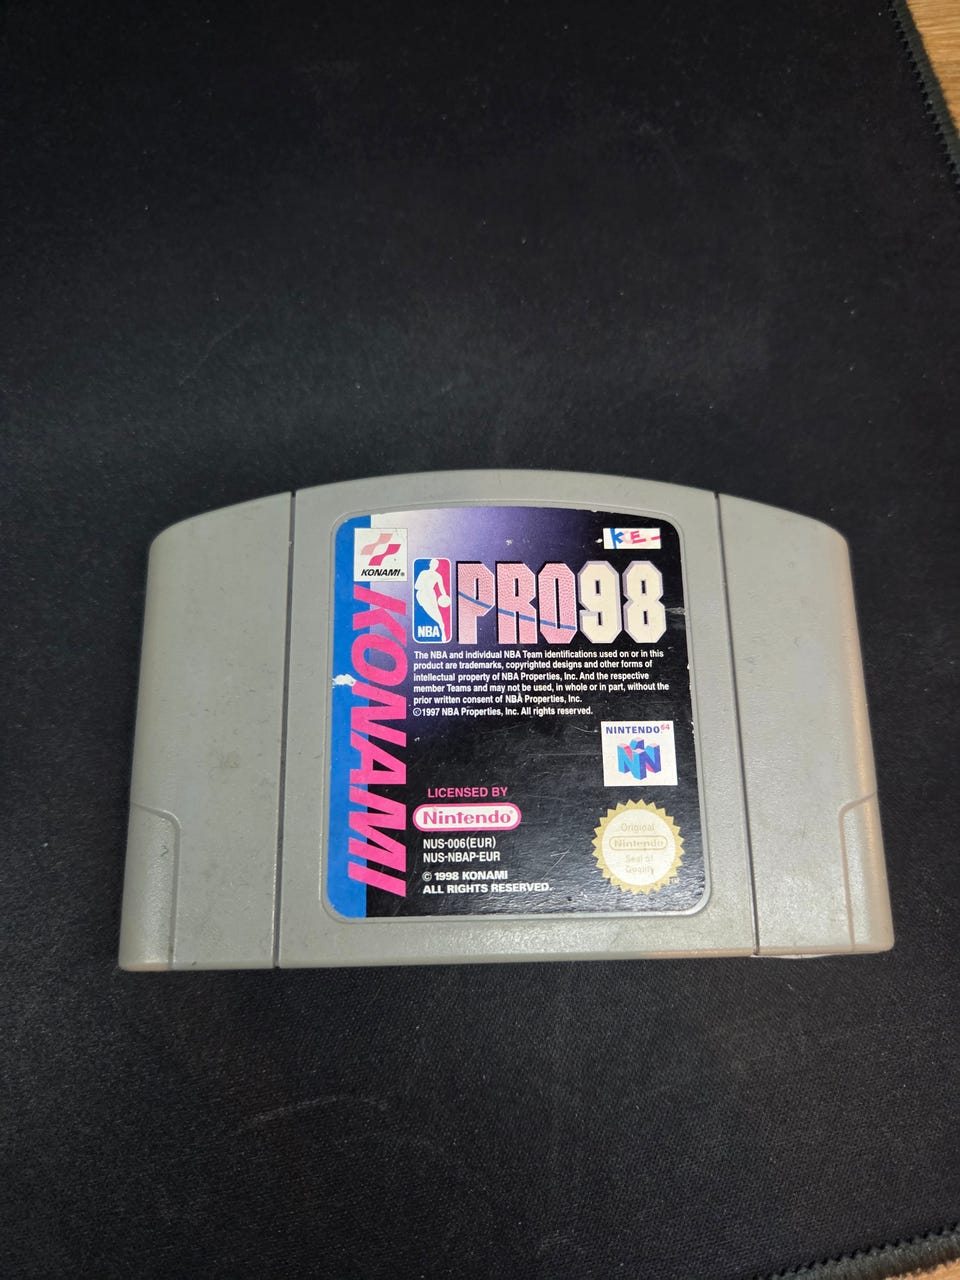 KONAMI®
KCE
KONAMI
NBA
PRO98
The NBA and individual NBA Team identifications used on or in this
product are trademarks, copyrighted designs and other forms of
intellectual property of NBA Properties, Inc. And the respective
member Teams and may not be used, in whole or in part, without the
prior written consent of NBA Properties, Inc.
©1997 NBA Properties, Inc. All rights reserved.
NINTENDO64
LICENSED BY
Nintendo®
NUS-006(EUR)
NUS-NBAP-EUR
© 1998 KONAMI
ALL RIGHTS RESERVED.
Original
Nintendo
Seal of
Quality
TM